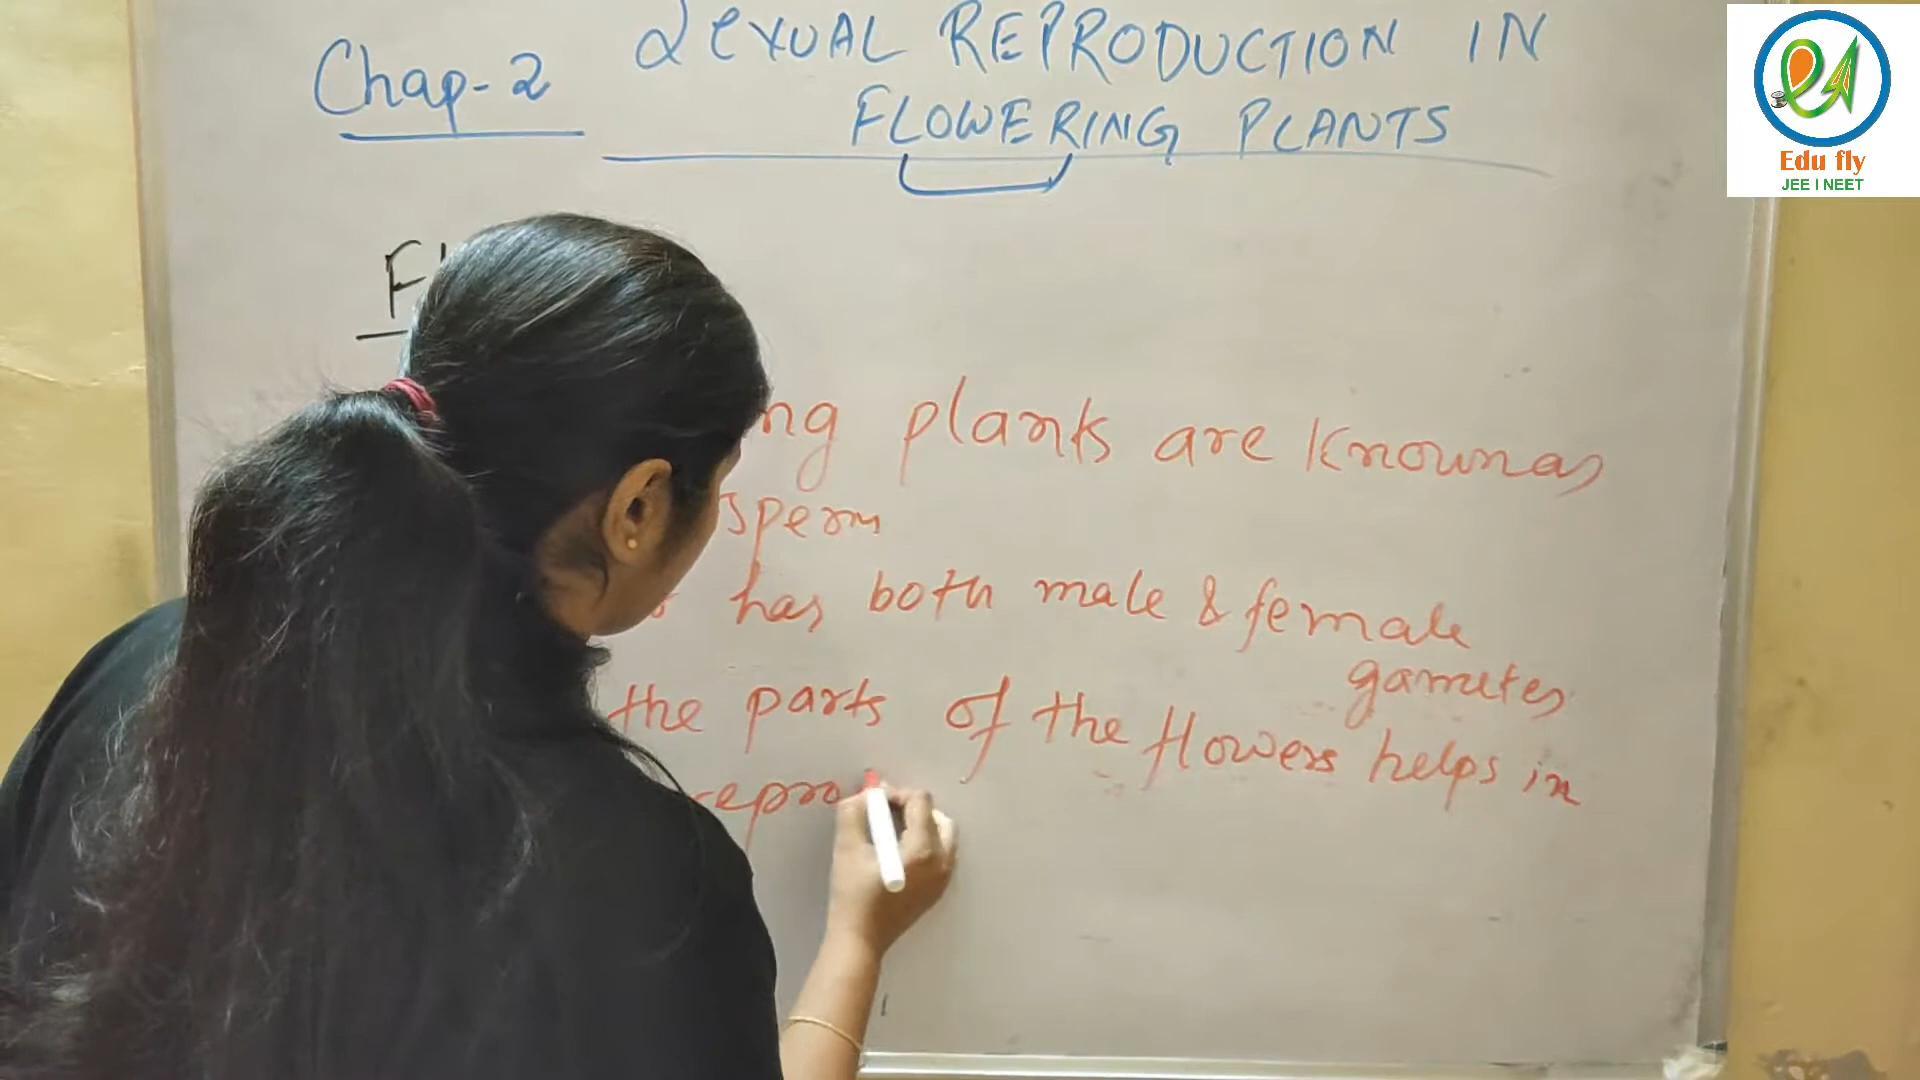 Chap-2
SEXUAL REPRODUCTION IN
FLOWERING PLANTS
Edu fly
JEE I NEET
Fl
ng plants are known as
sperm
has both male & female
gametes
the parts of the flowers helps in
repro